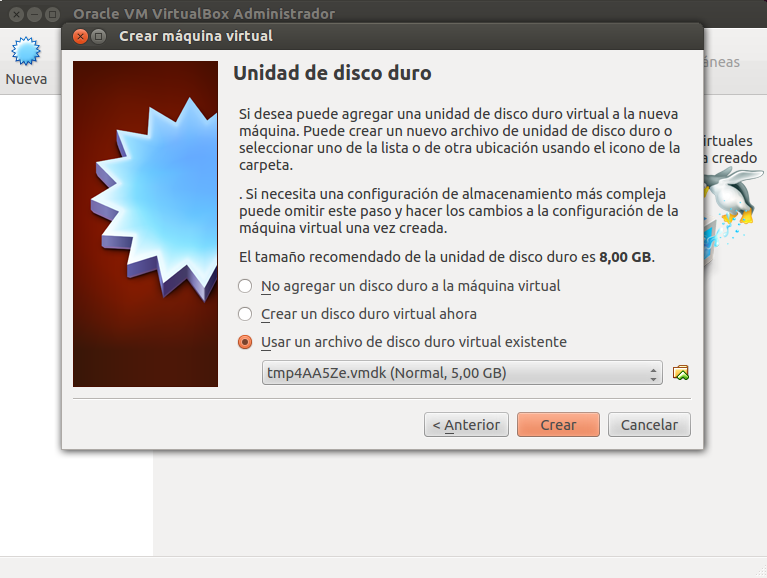 Oracle VM VirtualBox Administrador
Crear máquina virtual
Nueva
áneas
Unidad de disco duro
Si desea puede agregar una unidad de disco duro virtual a la nueva
máquina. Puede crear un nuevo archivo de unidad de disco duro o
seleccionar uno de la lista o de otra ubicación usando el icono de la
carpeta.
irtuales
a creado
. Si necesita una configuración de almacenamiento más compleja
puede omitir este paso y hacer los cambios a la configuración de la
máquina virtual una vez creada.
El tamaño recomendado de la unidad de disco duro es 8,00 GB.
No agregar un disco duro a la máquina virtual
Crear un disco duro virtual ahora
Usar un archivo de disco duro virtual existente
tmp4AA5Ze.vmdk (Normal, 5,00 GB)
< Anterior
Crear
Cancelar